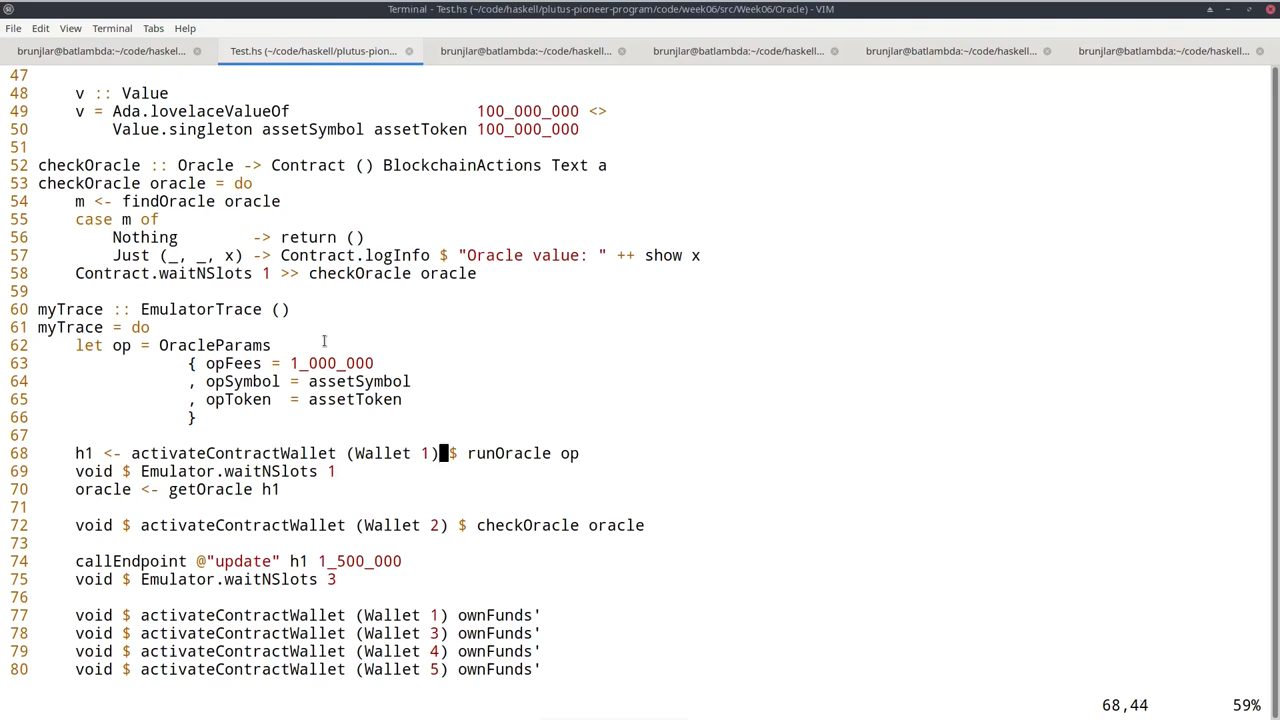 Terminal - Test.hs (~/code/haskell/plutus-pioneer-program/code/week06/src/Week06/Oracle) - VIM
File Edit View Terminal Tabs Help
brunjlar@batlambda:~/code/haskel... Test.hs (~/code/haskell/plutus-pion... brunjlar@batlambda:~/code/haskell... brunjlar@batlambda:~/code/haskell... brunjlar@batlambda:~/code/haskell... brunjlar@batlambda:~/code/haskell...
47
48     v :: Value
49     v = Ada.lovelaceValueOf                    100_000_000 <>
50         Value.singleton assetSymbol assetToken 100_000_000
51
52 checkOracle :: Oracle -> Contract () BlockchainActions Text a
53 checkOracle oracle = do
54     m <- findOracle oracle
55     case m of
56         Nothing        -> return ()
57         Just (_, _, x) -> Contract.logInfo $ "Oracle value: " ++ show x
58     Contract.waitNSlots 1 >> checkOracle oracle
59
60 myTrace :: EmulatorTrace ()
61 myTrace = do
62     let op = OracleParams
63                 { opFees = 1_000_000
64                 , opSymbol = assetSymbol
65                 , opToken  = assetToken
66                 }
67
68     h1 <- activateContractWallet (Wallet 1) $ runOracle op
69     void $ Emulator.waitNSlots 1
70     oracle <- getOracle h1
71
72     void $ activateContractWallet (Wallet 2) $ checkOracle oracle
73
74     callEndpoint @"update" h1 1_500_000
75     void $ Emulator.waitNSlots 3
76
77     void $ activateContractWallet (Wallet 1) ownFunds'
78     void $ activateContractWallet (Wallet 3) ownFunds'
79     void $ activateContractWallet (Wallet 4) ownFunds'
80     void $ activateContractWallet (Wallet 5) ownFunds'
68,44 59%